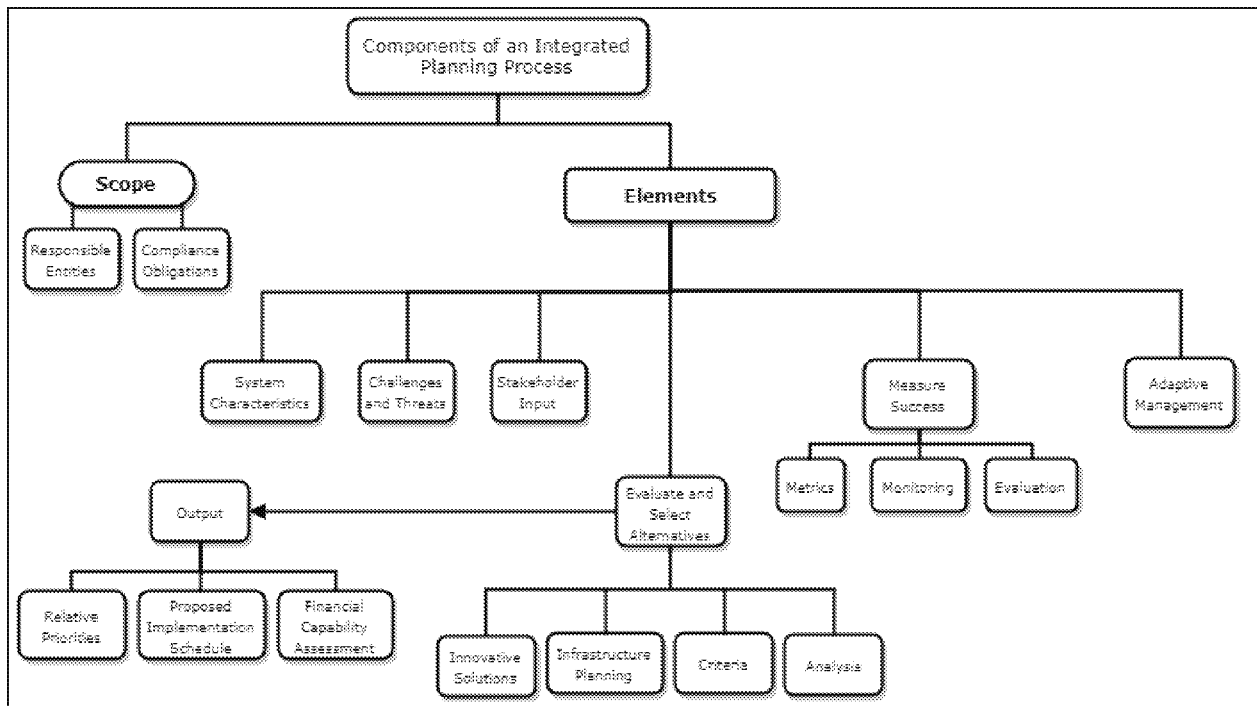 Components of an Integrated
Planning Process
Scope
Elements
Responsible
Entities
Compliance
Obligations
System
Characteristics
Challenges
and Threats
Stakeholder
Input
Measure
Success
Adaptive
Management
Metrics
Monitoring
Evaluation
Output
Evaluate and
Select
Alternatives
Relative
Priorities
Proposed
Implementation
Schedule
Financial
Capability
Assessment
Innovative
Solutions
Infrastructure
Planning
Criteria
Analysis